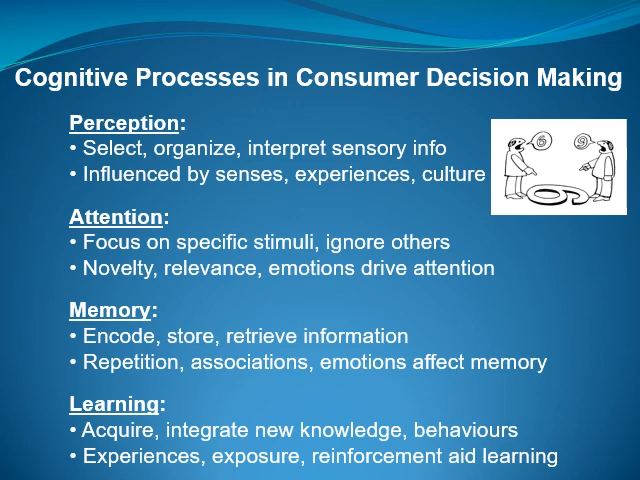 Cognitive Processes in Consumer Decision Making
Perception:
• Select, organize, interpret sensory info
• Influenced by senses, experiences, culture
6
9
Attention:
• Focus on specific stimuli, ignore others
• Novelty, relevance, emotions drive attention
Memory:
• Encode, store, retrieve information
• Repetition, associations, emotions affect memory
Learning:
• Acquire, integrate new knowledge, behaviours
• Experiences, exposure, reinforcement aid learning